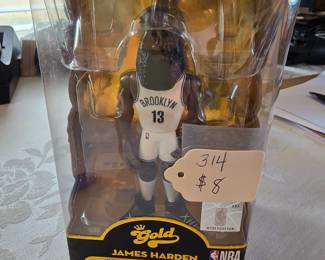 BROOKLYN
13
314
$8
Gold
JAMES HARDEN
NBA